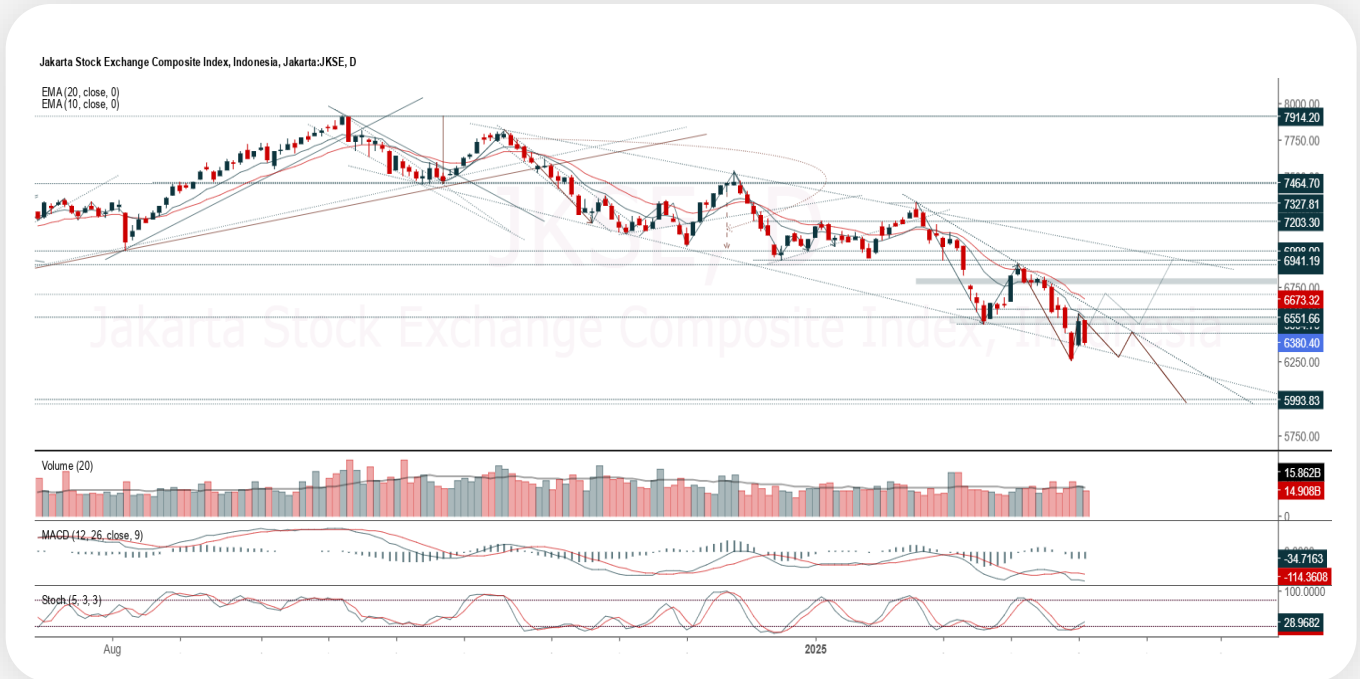 Jakarta Stock Exchange Composite Index, Indonesia, Jakarta:JKSE, D
EMA (20, close, 0)
EMA (10, close, 0)
JKSE, D
Jakarta Stock Exchange Composite Index, Indonesia
8000.00
7914.20
7750.00
7464.70
7327.81
7203.30
6941.19
6750.00
6673.32
6551.66
6380.40
6250.00
5993.83
5750.00
Volume (20)
15.862B
14.908B
0
MACD (12, 26, close, 9)
-34.7163
-114.3608
Stoch (5, 3, 3)
100.0000
28.9682
Aug
2025